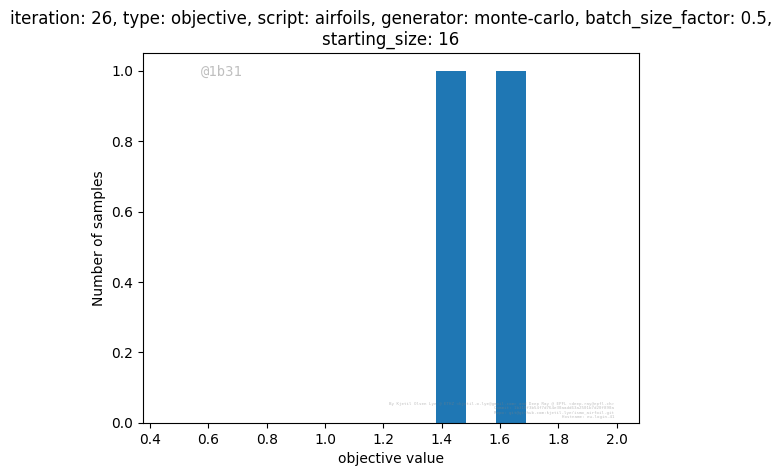 iteration: 26, type: objective, script: airfoils, generator: monte-carlo, batch_size_factor: 0.5,
starting_size: 16
@1b31
1.0
0.8
0.6
0.4
0.2
0.0
Number of samples
0.4 0.6 0.8 1.0 1.2 1.4 1.6 1.8 2.0
objective value